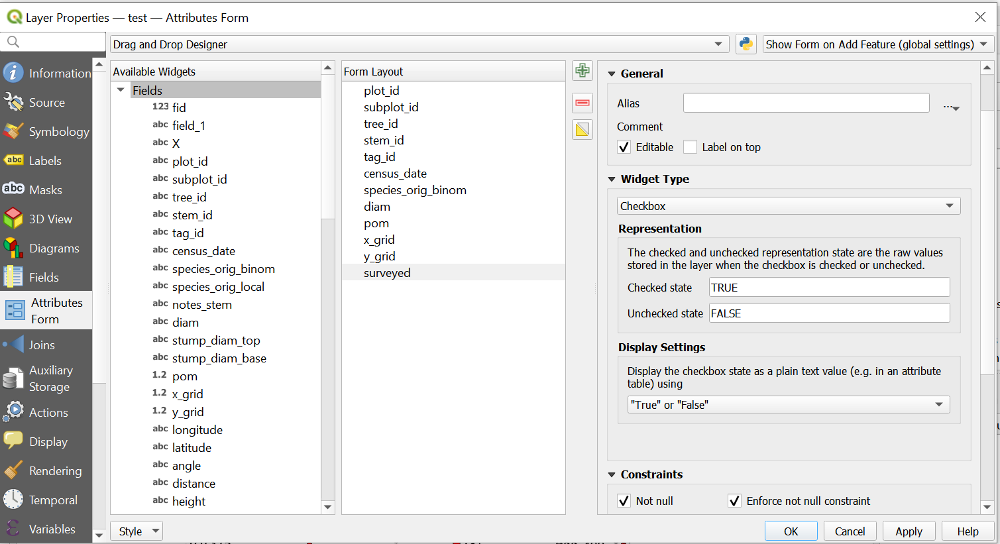 Layer Properties — test — Attributes Form
Drag and Drop Designer
Show Form on Add Feature (global settings)
Information
Source
Symbology
abc Labels
abc Masks
3D View
Diagrams
Fields
Attributes
Form
Joins
Auxiliary
Storage
Actions
Display
Rendering
Temporal
Variables
Available Widgets
Fields
123 fid
abc field_1
abc X
abc plot_id
abc subplot_id
abc tree_id
abc stem_id
abc tag_id
abc census_date
abc species_orig_binom
abc species_orig_local
abc notes_stem
abc diam
abc stump_diam_top
abc stump_diam_base
1.2 pom
1.2 x_grid
1.2 y_grid
abc longitude
abc latitude
abc angle
abc distance
abc height
Form Layout
plot_id
subplot_id
tree_id
stem_id
tag_id
census_date
species_orig_binom
diam
pom
x_grid
y_grid
surveyed
General
Alias
...
Comment
Editable
Label on top
Widget Type
Checkbox
Representation
The checked and unchecked representation state are the raw values
stored in the layer when the checkbox is checked or unchecked.
Checked state TRUE
Unchecked state FALSE
Display Settings
Display the checkbox state as a plain text value (e.g. in an attribute
table) using
"True" or "False"
Constraints
Not null
Enforce not null constraint
Style
OK
Cancel
Apply
Help